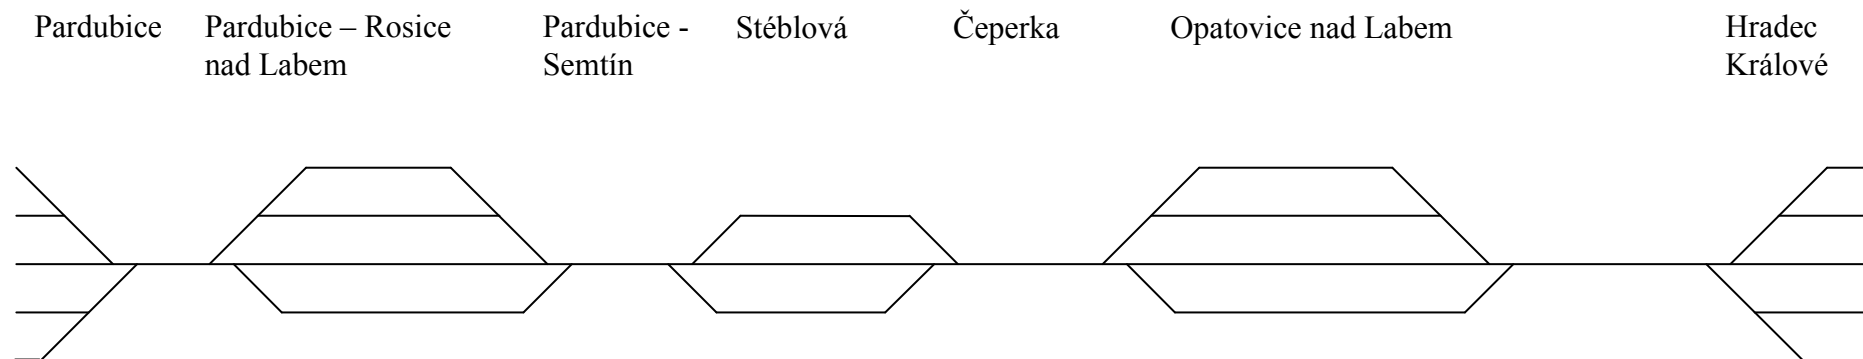 Pardubice
Pardubice – Rosice
nad Labem
Pardubice -
Semtín
Stéblová
Čeperka
Opatovice nad Labem
Hradec
Králové